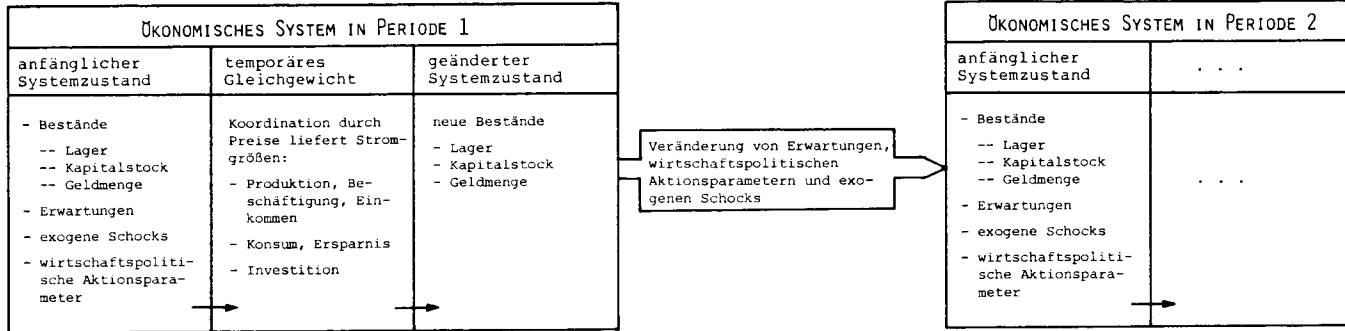 ÖKONOMISCHES SYSTEM IN PERIODE 1
anfänglicher
Systemzustand
- Bestände
-- Lager
-- Kapitalstock
-- Geldmenge
- Erwartungen
- exogene Schocks
- wirtschaftspoliti-
sche Aktionspara-
meter
temporäres
Gleichgewicht
Koordination durch
Preise liefert Strom-
größen:
- Produktion, Be-
schäftigung, Ein-
kommen
- Konsum, Ersparnis
- Investition
geänderter
Systemzustand
neue Bestände
- Lager
- Kapitalstock
- Geldmenge
Veränderung von Erwartungen,
wirtschaftspolitischen
Aktionsparametern und exo-
genen Schocks
ÖKONOMISCHES SYSTEM IN PERIODE 2
anfänglicher
Systemzustand
- Bestände
-- Lager
-- Kapitalstock
-- Geldmenge
- Erwartungen
- exogene Schocks
- wirtschaftspoliti-
sche Aktionspara-
meter
. . .
. . .